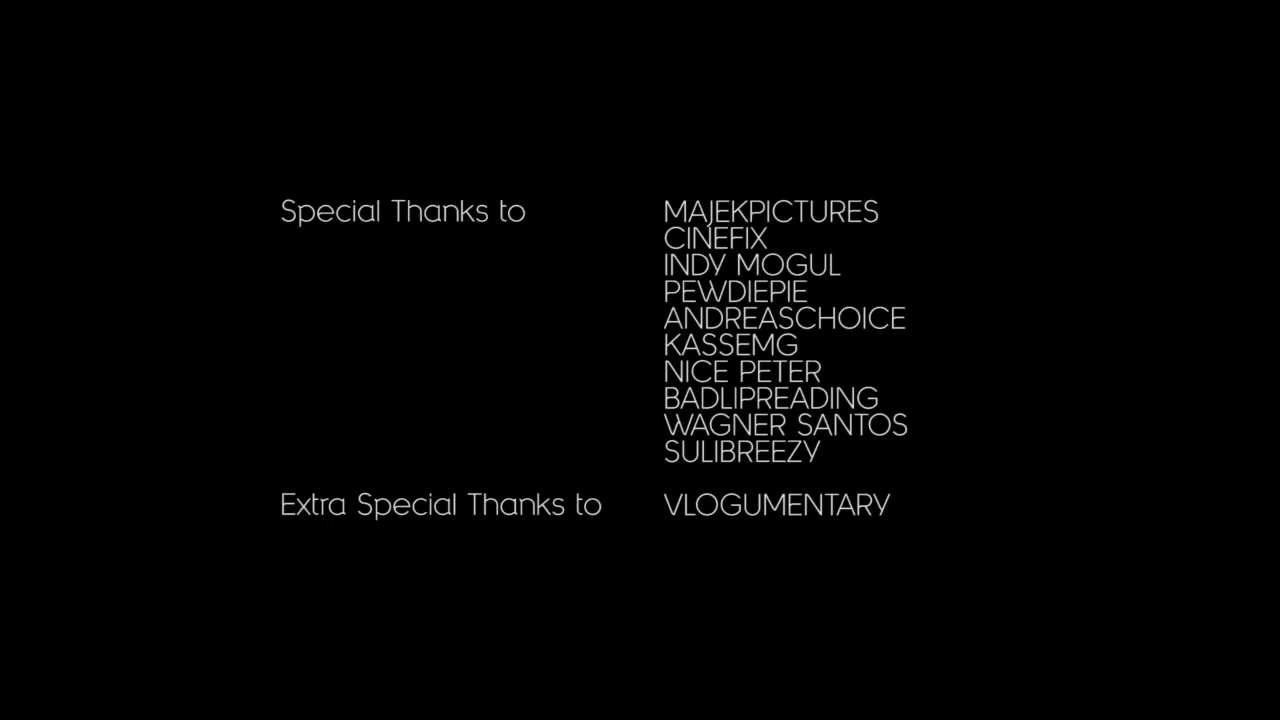 Special Thanks to MAJEKPICTURES
CINEFIX
INDY MOGUL
PEWDIEPIE
ANDREASCHOICE
KASSEMG
NICE PETER
BADLIPREADING
WAGNER SANTOS
SULIBREEZY
Extra Special Thanks to VLOGUMENTARY